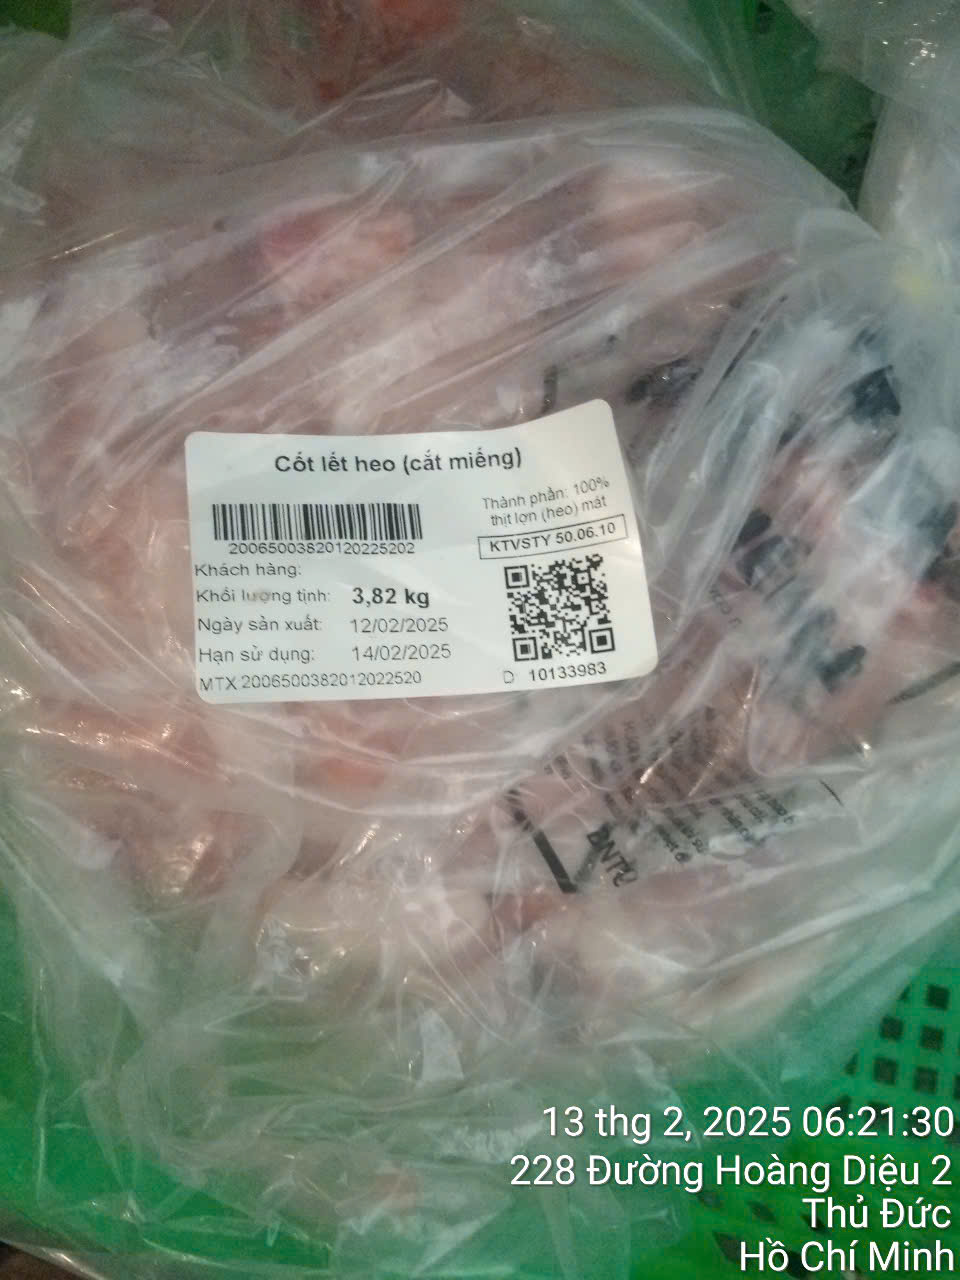 Cốt lết heo (cắt miếng)
20065003820120225202
Khách hàng:
Khối lượng tịnh: 3,82 kg
Ngày sản xuất: 12/02/2025
Hạn sử dụng: 14/02/2025
MTX 2006500382012022520
Thành phần: 100%
thịt lợn (heo) mát
KTVSTY 50.06.10
D 10133983
13 thg 2, 2025 06:21:30
228 Đường Hoàng Diệu 2
Thủ Đức
Hồ Chí Minh